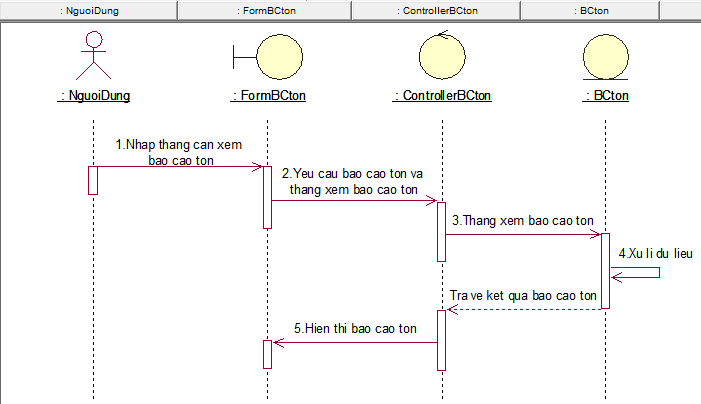 : NguoiDung
: FormBCton
: ControllerBCton
: BCton
: NguoiDung
: FormBCton
: ControllerBCton
: BCton
1.Nhap thang can xem
bao cao ton
2.Yeu cau bao cao ton va
thang xem bao cao ton
3.Thang xem bao cao ton
4.Xu li du lieu
Tra ve ket qua bao cao ton
5.Hien thi bao cao ton